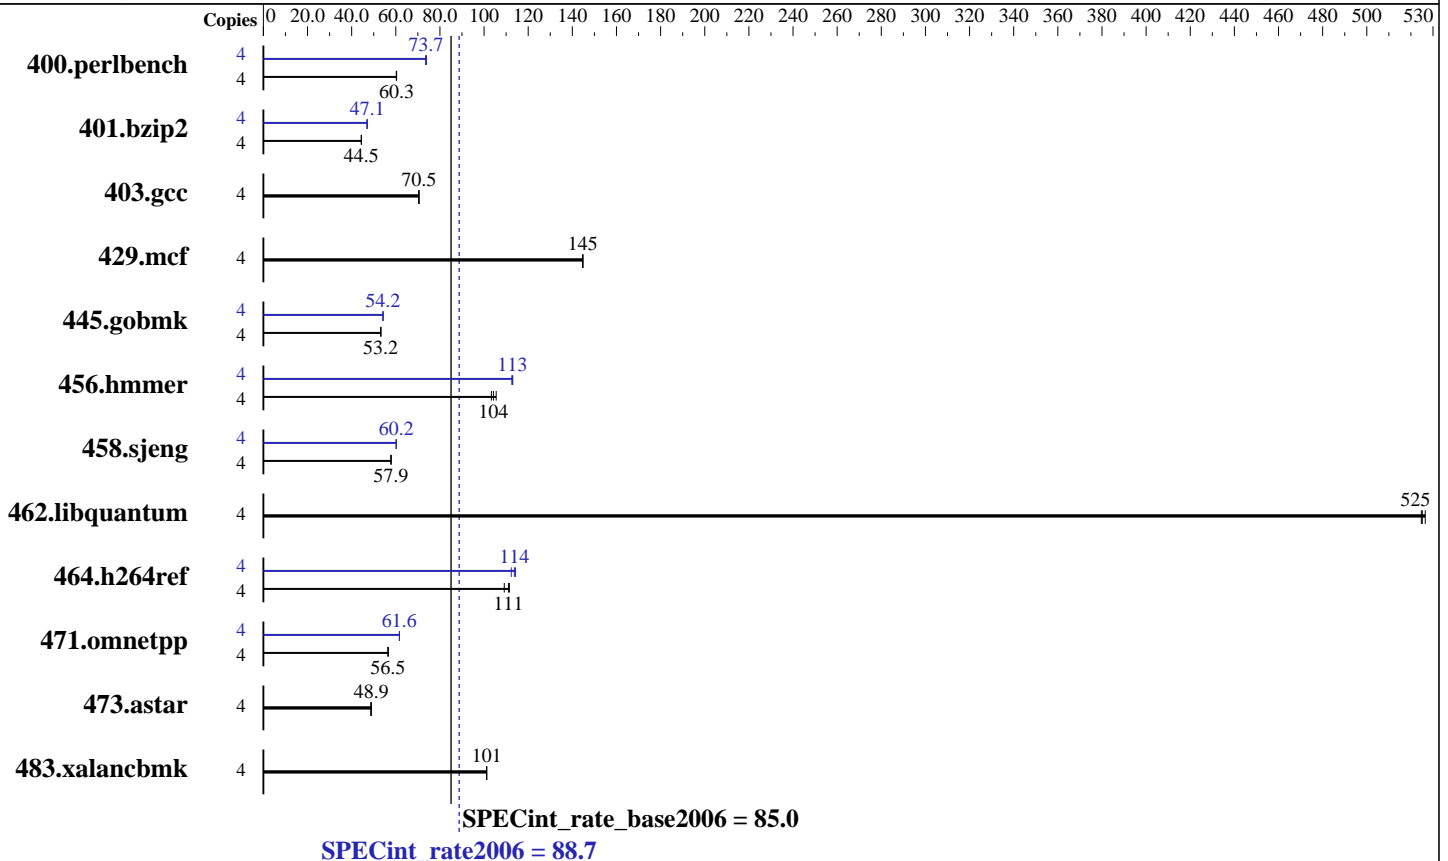 Copies 0 20.0 40.0 60.0 80.0 100 120 140 160 180 200 220 240 260 280 300 320 340 360 380 400 420 440 460 480 500 530
400.perlbench 4 73.7
4 60.3
401.bzip2 4 47.1
4 44.5
403.gcc 4 70.5
429.mcf 4 145
445.gobmk 4 54.2
4 53.2
456.hmmer 4 113
4 104
458.sjeng 4 60.2
4 57.9
462.libquantum 4 525
464.h264ref 4 114
4 111
471.omnetpp 4 61.6
4 56.5
473.astar 4 48.9
483.xalancbmk 4 101
SPECint_rate_base2006 = 85.0
SPECint_rate2006 = 88.7